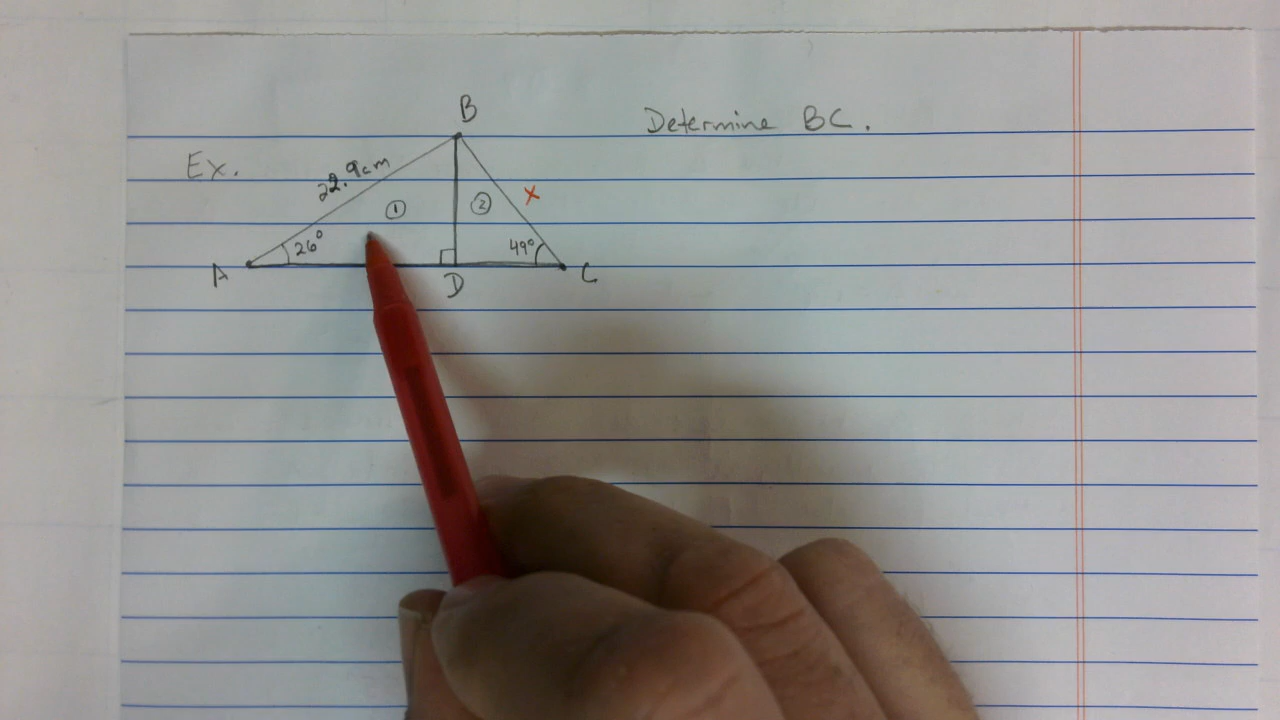 Determine BC.
Ex.
B
22.9cm
x
① ②
26° 49°
A D C